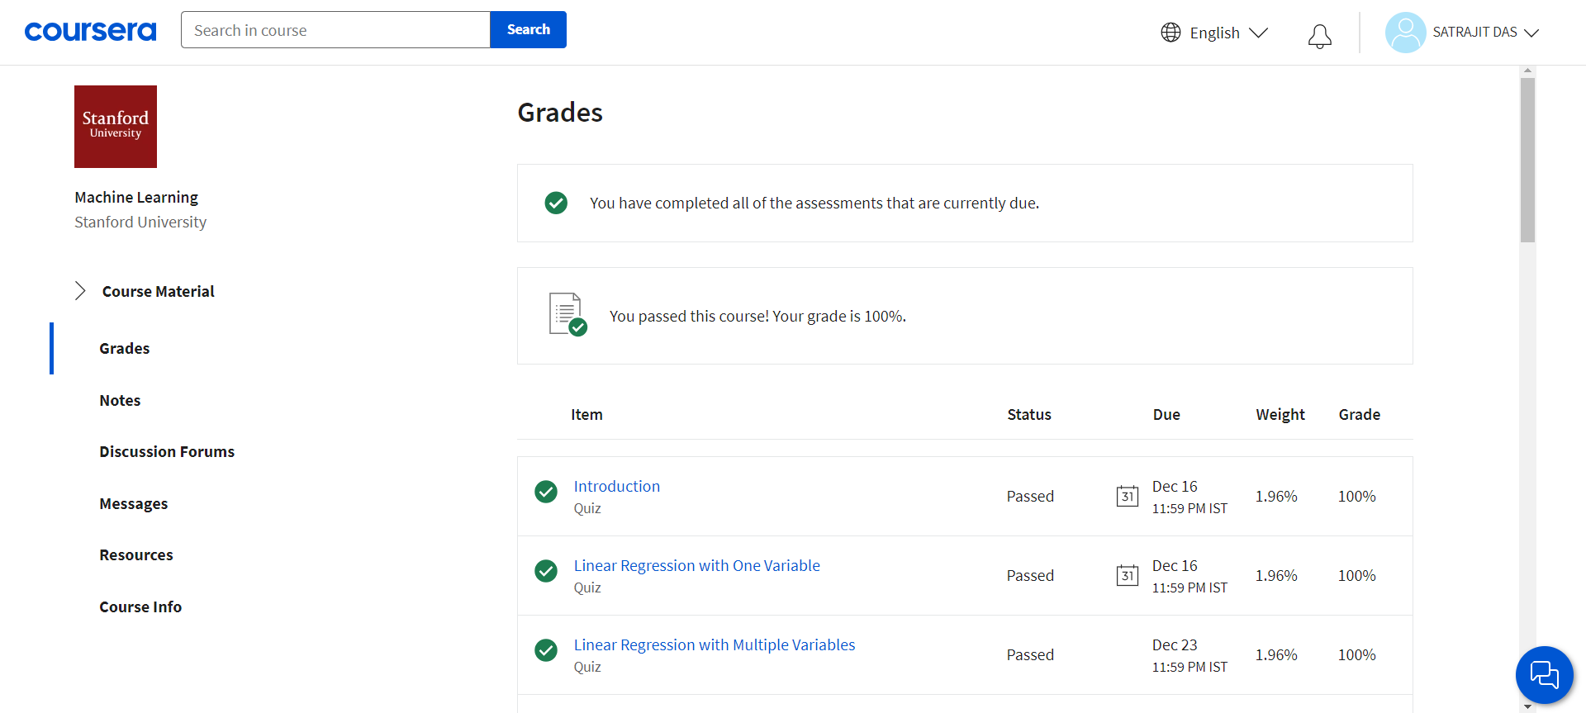 coursera
Search in course
Search
English
SATRAJIT DAS
Stanford
University
Machine Learning
Stanford University
Course Material
Grades
Notes
Discussion Forums
Messages
Resources
Course Info
Grades
You have completed all of the assessments that are currently due.
You passed this course! Your grade is 100%.
Item Status Due Weight Grade
Introduction
Quiz
Passed
31
Dec 16
11:59 PM IST
1.96%
100%
Linear Regression with One Variable
Quiz
Passed
31
Dec 16
11:59 PM IST
1.96%
100%
Linear Regression with Multiple Variables
Quiz
Passed
Dec 23
11:59 PM IST
1.96%
100%